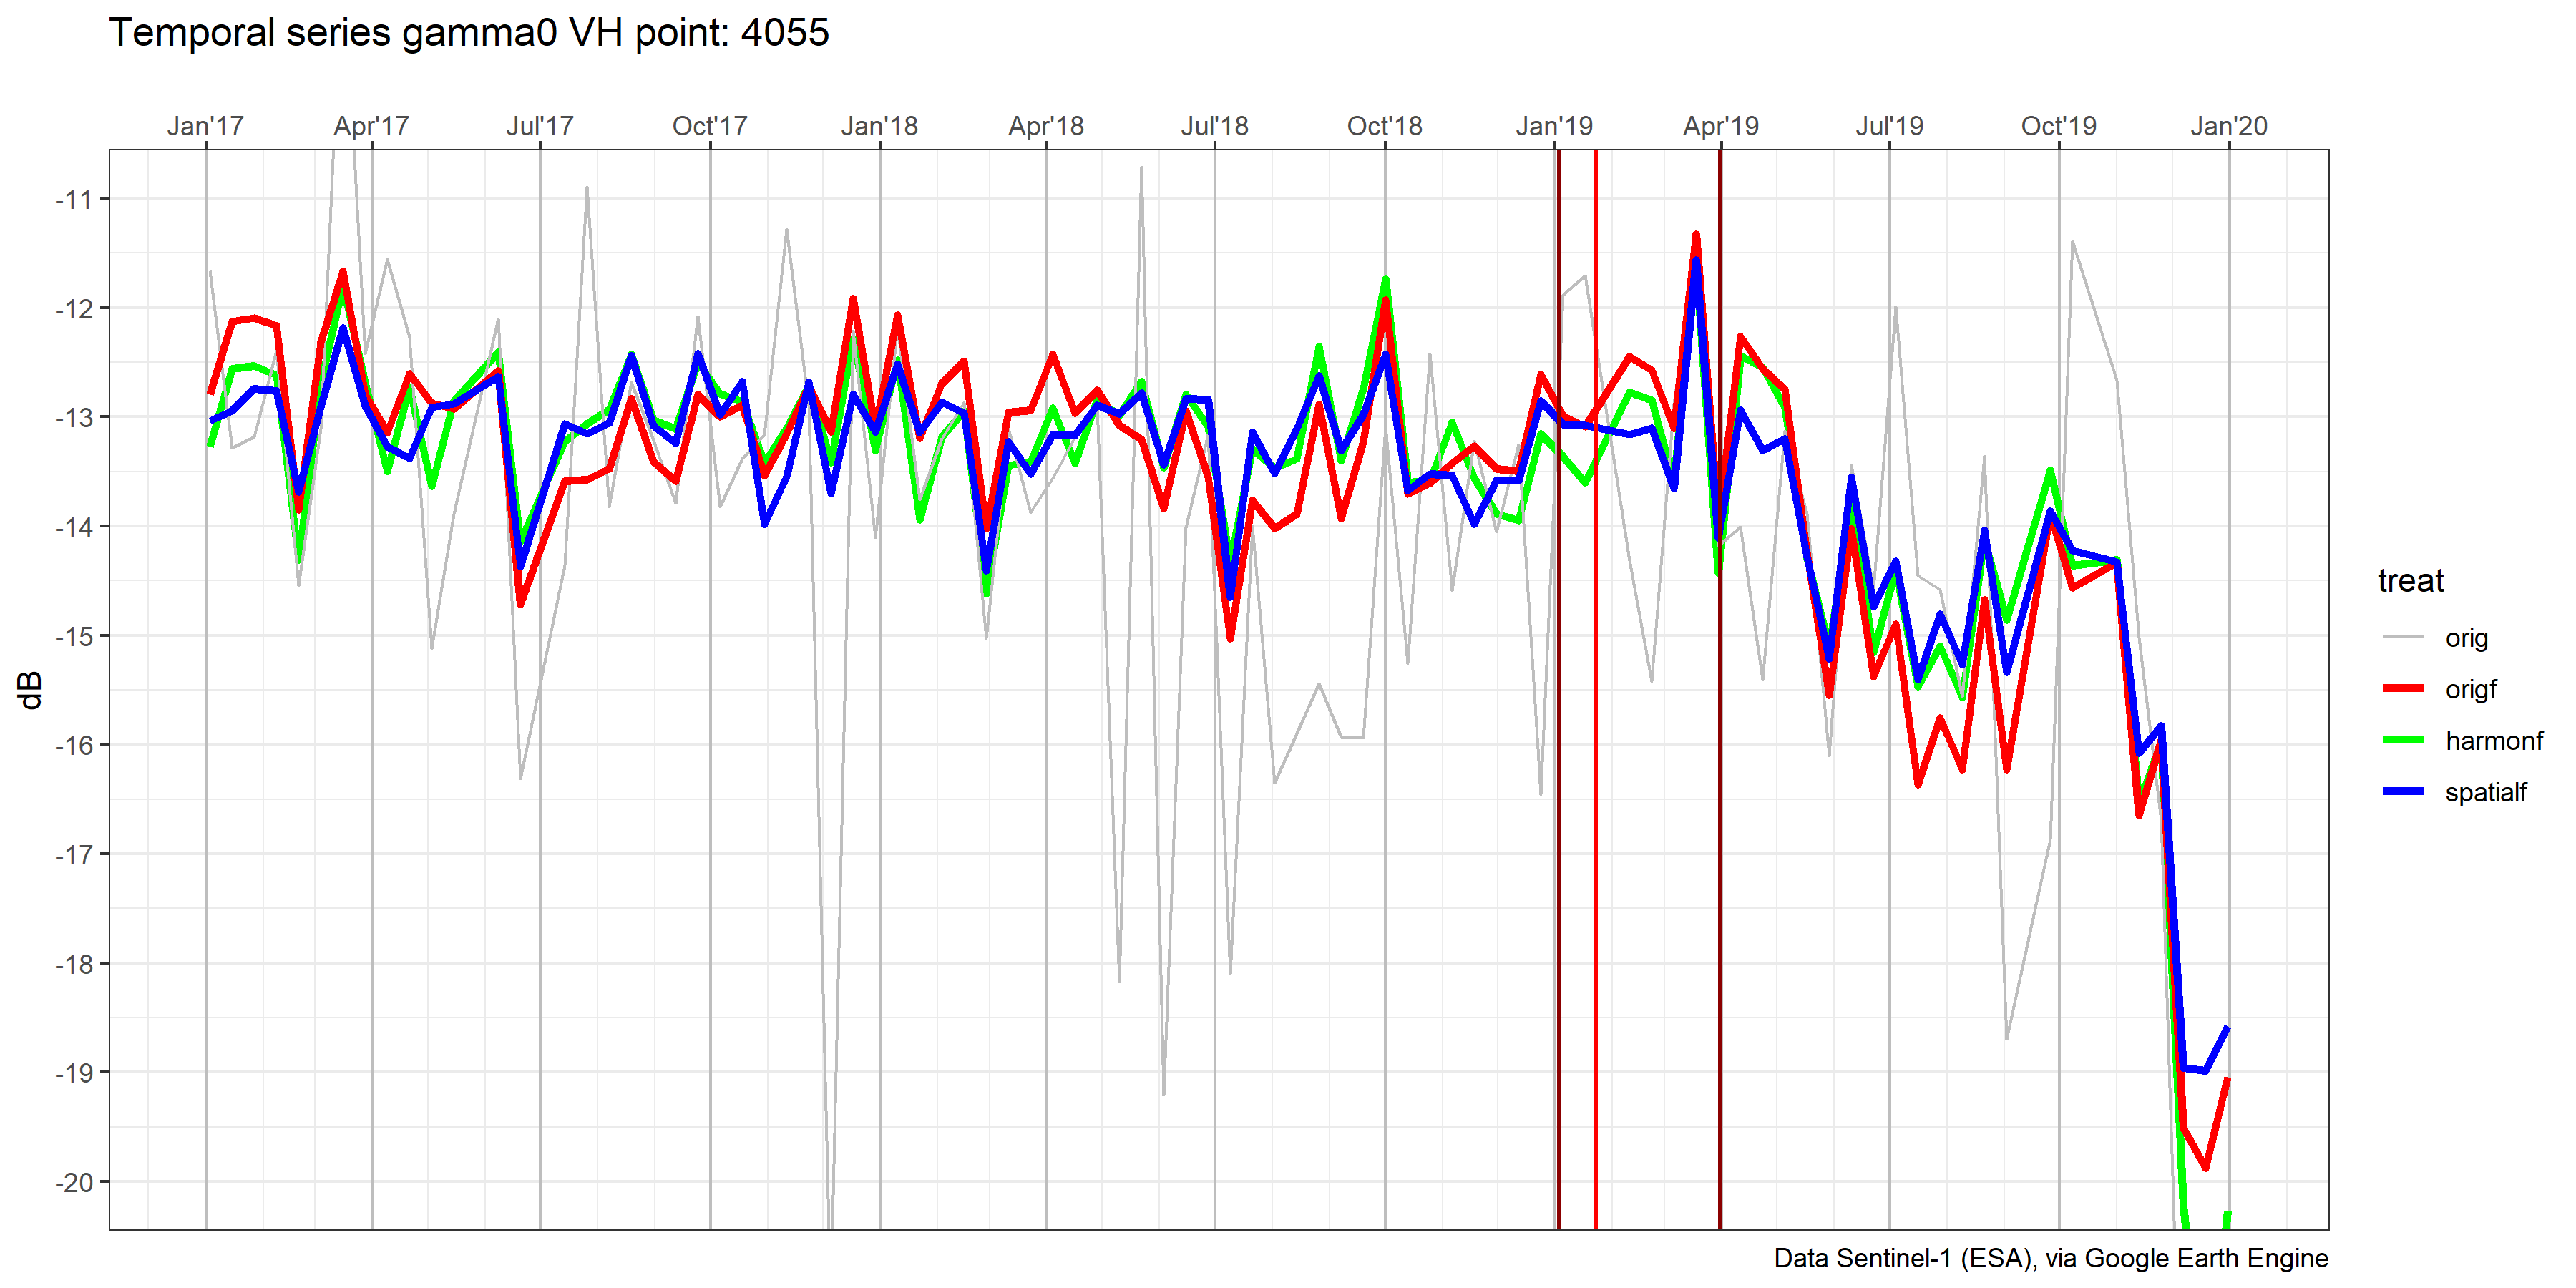 Temporal series gamma0 VH point: 4055
Jan'17 Apr'17 Jul'17 Oct'17 Jan'18 Apr'18 Jul'18 Oct'18 Jan'19 Apr'19 Jul'19 Oct'19 Jan'20
-11
-12
-13
-14
-15
-16
-17
-18
-19
-20
dB
treat
orig
origf
harmonf
spatialf
Data Sentinel-1 (ESA), via Google Earth Engine